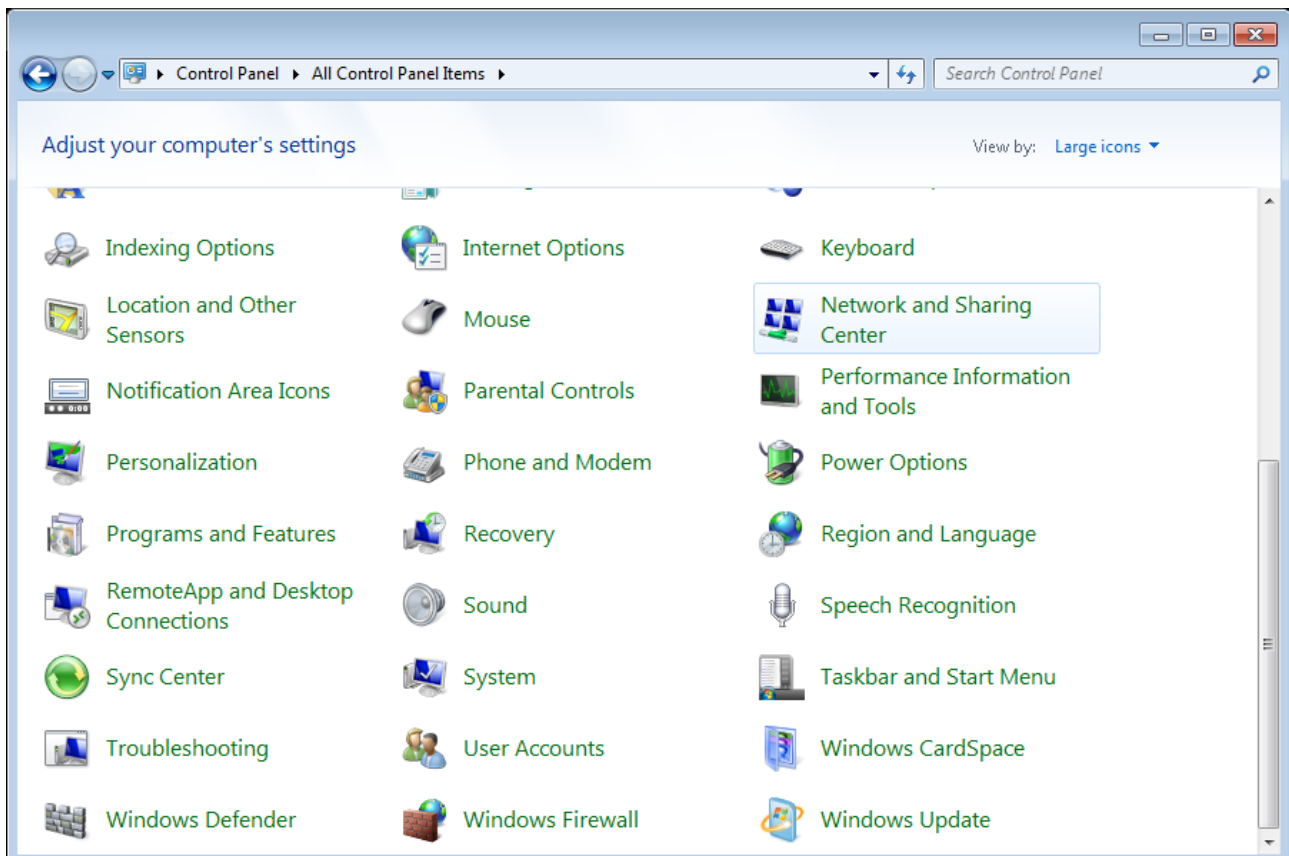 Control Panel
All Control Panel Items
Search Control Panel
Adjust your computer's settings
View by:
Large icons
Indexing Options
Internet Options
Keyboard
Location and Other
Sensors
Mouse
Network and Sharing
Center
Notification Area Icons
Parental Controls
Performance Information
and Tools
Personalization
Phone and Modem
Power Options
Programs and Features
Recovery
Region and Language
RemoteApp and Desktop
Connections
Sound
Speech Recognition
Sync Center
System
Taskbar and Start Menu
Troubleshooting
User Accounts
Windows CardSpace
Windows Defender
Windows Firewall
Windows Update